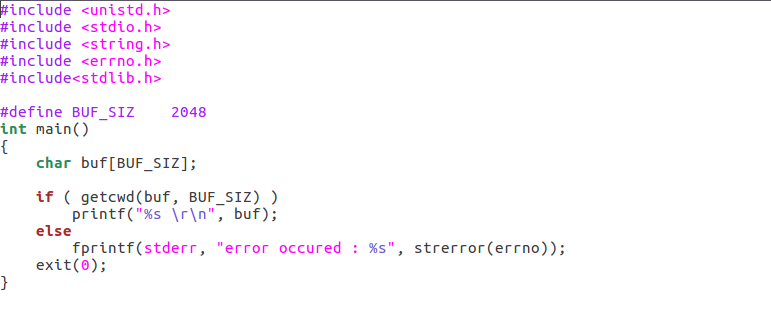 #include <unistd.h>
#include <stdio.h>
#include <string.h>
#include <errno.h>
#include<stdlib.h>

#define BUF_SIZ    2048
int main()
{
    char buf[BUF_SIZ];

    if ( getcwd(buf, BUF_SIZ) )
        printf("%s \r\n", buf);
    else
        fprintf(stderr, "error occured : %s", strerror(errno));
    exit(0);
}